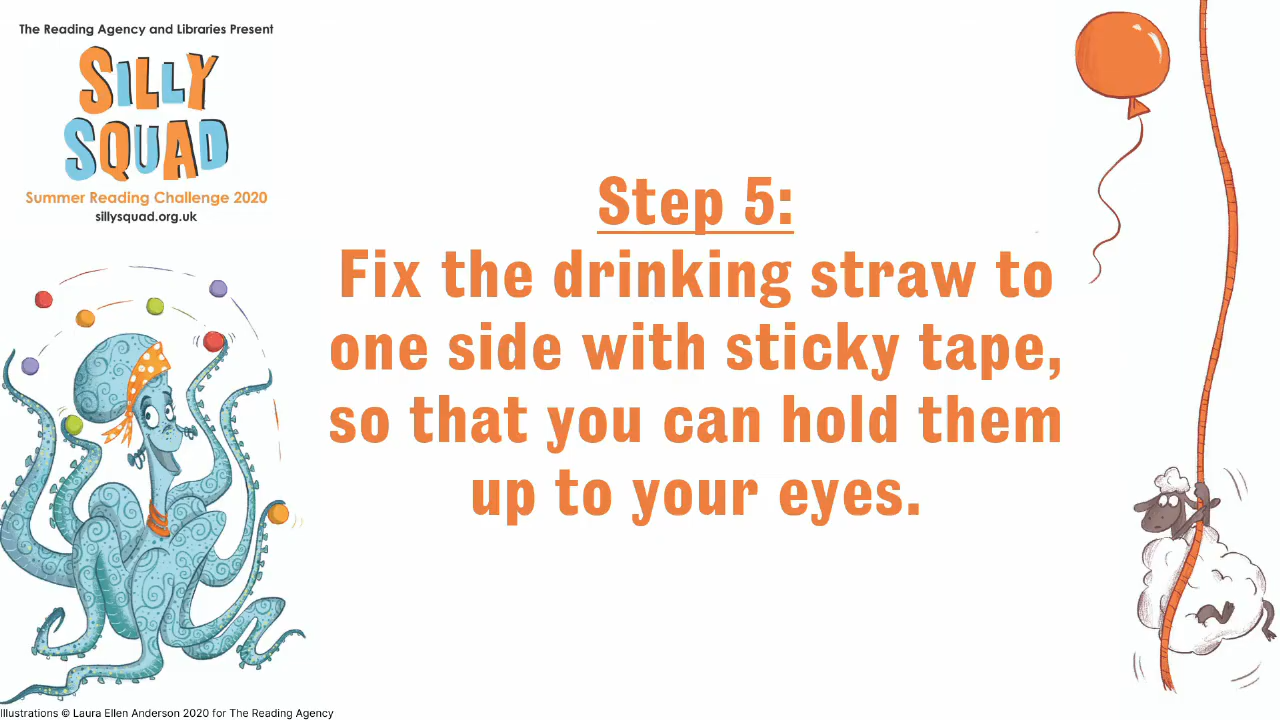 The Reading Agency and Libraries Present
SILLY
SQUAD
Summer Reading Challenge 2020
sillysquad.org.uk
Step 5:
Fix the drinking straw to
one side with sticky tape,
so that you can hold them
up to your eyes.
Illustrations © Laura Ellen Anderson 2020 for The Reading Agency